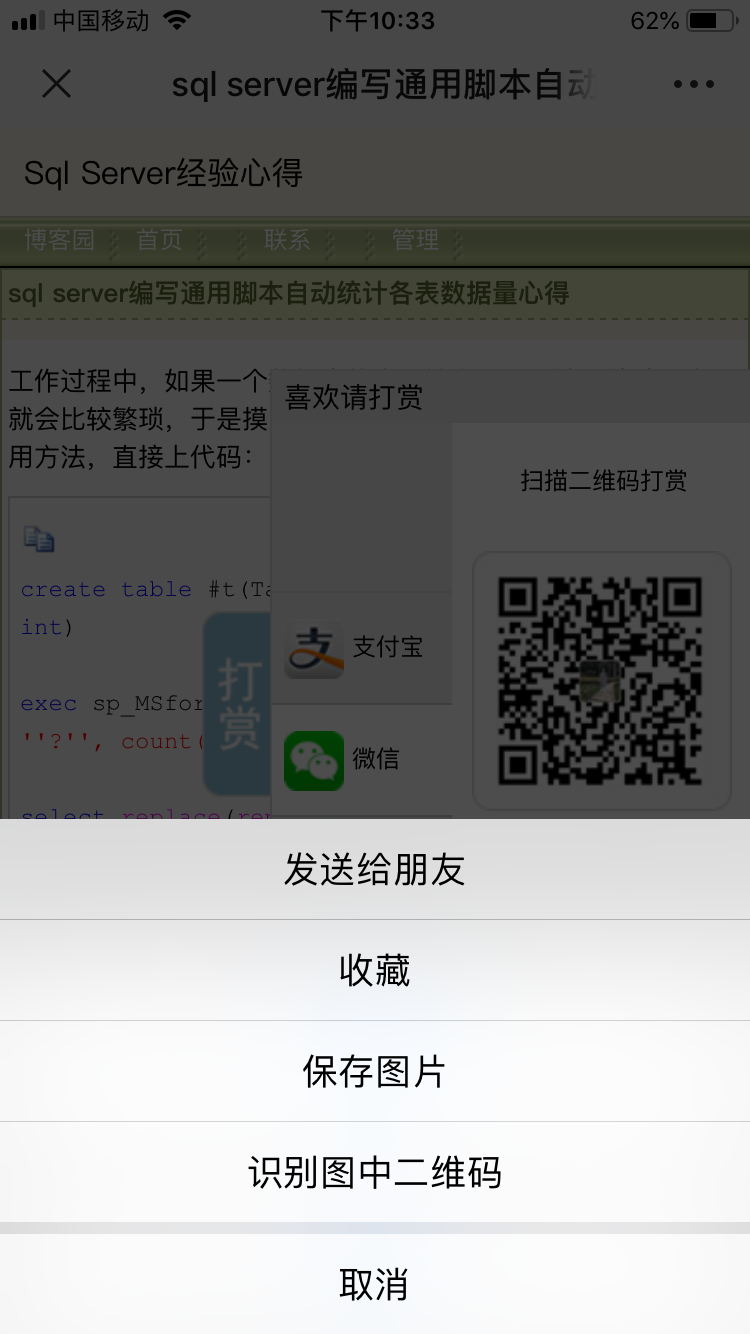 中国移动
下午10:33
62%
sql server编写通用脚本自动
Sql Server经验心得
博客园
首页
联系
管理
sql server编写通用脚本自动统计各表数据量心得
工作过程中，如果一个
就会比较繁琐，于是摸
用方法，直接上代码：
喜欢请打赏
扫描二维码打赏
create table #t(Ta
int)
exec sp_MSfor
''?'', count(
select replace(rep
打赏
支付宝
微信
发送给朋友
收藏
保存图片
识别图中二维码
取消